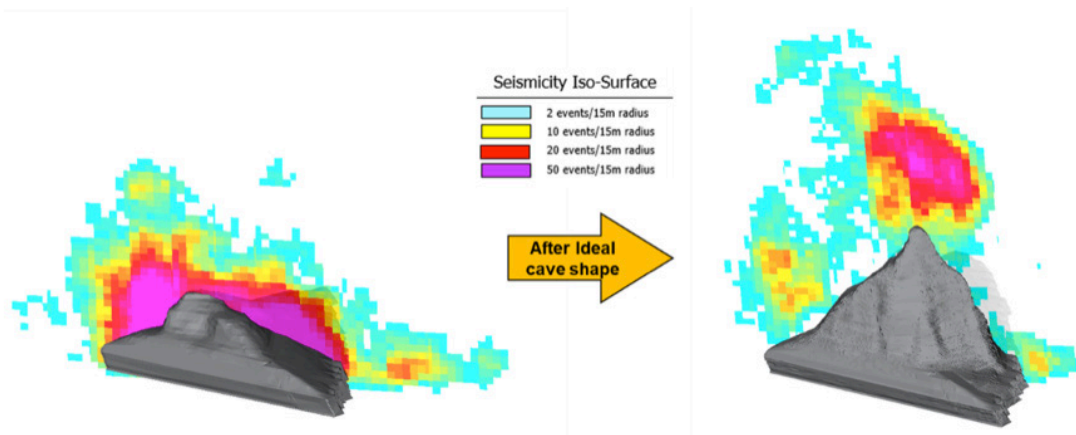 Seismicity Iso-Surface
2 events/15m radius
10 events/15m radius
20 events/15m radius
50 events/15m radius
After Ideal
cave shape